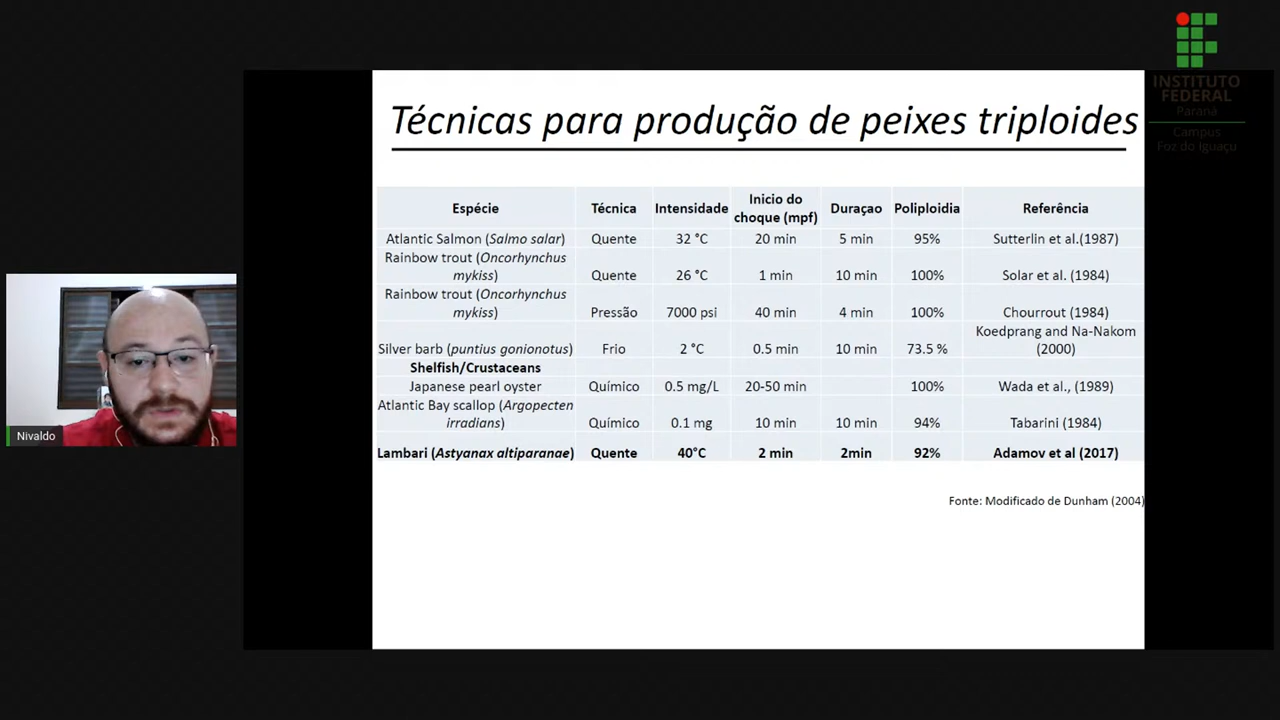 INSTITUTO
FEDERAL
Paraná
Campus
Foz do Iguaçu
Técnicas para produção de peixes triploides
Espécie Técnica Intensidade Inicio do choque (mpf) Duraçao Poliploidia Referência
Atlantic Salmon (Salmo salar) Quente 32 °C 20 min 5 min 95% Sutterlin et al.(1987)
Rainbow trout (Oncorhynchus mykiss) Quente 26 °C 1 min 10 min 100% Solar et al. (1984)
Rainbow trout (Oncorhynchus mykiss) Pressão 7000 psi 40 min 4 min 100% Chourrout (1984)
Silver barb (puntius gonionotus) Frio 2 °C 0.5 min 10 min 73.5 % Koedprang and Na-Nakom (2000)
Shelfish/Crustaceans
Japanese pearl oyster Químico 0.5 mg/L 20-50 min 100% Wada et al., (1989)
Atlantic Bay scallop (Argopecten irradians) Químico 0.1 mg 10 min 10 min 94% Tabarini (1984)
Lambari (Astyanax altiparanae) Quente 40°C 2 min 2min 92% Adamov et al (2017)
Fonte: Modificado de Dunham (2004)
Nivaldo